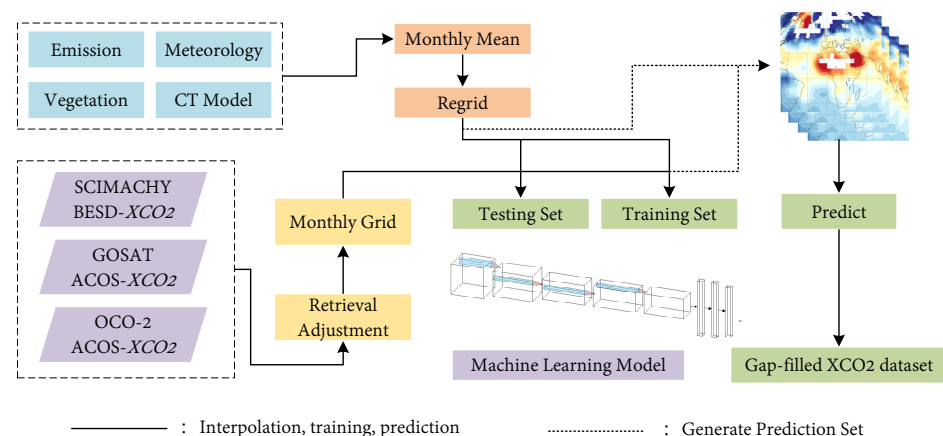 Emission
Meteorology
Vegetation
CT Model
Monthly Mean
Regrid
SCIMACHY
BESD-XCO2
GOSAT
ACOS-XCO2
OCO-2
ACOS-XCO2
Monthly Grid
Retrieval
Adjustment
Testing Set
Training Set
Predict
Machine Learning Model
Gap-filled XCO2 dataset
: Interpolation, training, prediction
: Generate Prediction Set